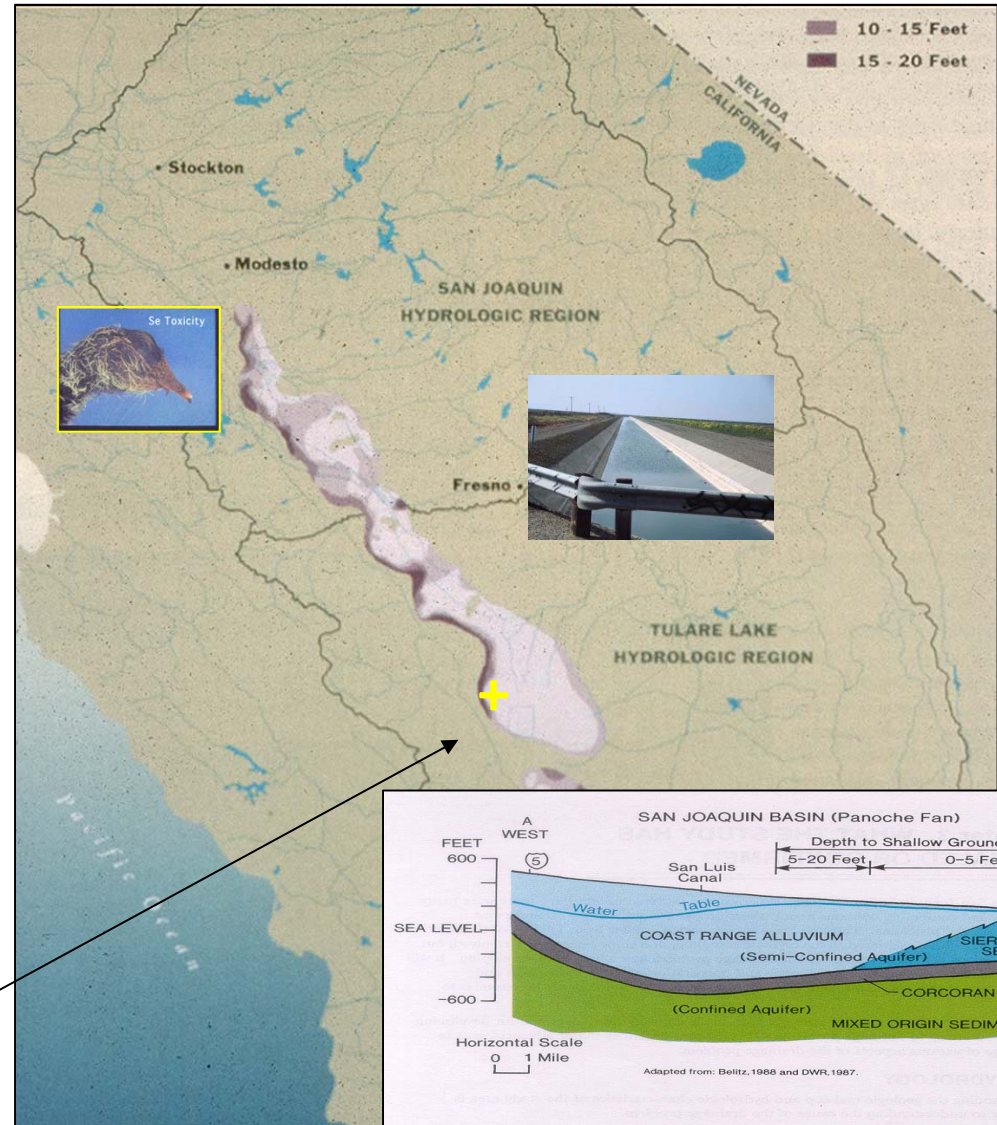 10 - 15 Feet
15 - 20 Feet
NEVADA
CALIFORNIA
Stockton
Modesto
SAN JOAQUIN
HYDROLOGIC REGION
Se Toxicity
Fresno
TULARE LAKE
HYDROLOGIC REGION
Pacific Ocean
SAN JOAQUIN BASIN (Panoche Fan)
A
WEST
FEET
Depth to Shallow Groun
600
5
5-20 Feet
0-5 Fe
San Luis
Canal
Water Table
SEA LEVEL
COAST RANGE ALLUVIUM
SIER
(Semi-Confined Aquifer)
SE
CORCORAN
-600
(Confined Aquifer)
MIXED ORIGIN SEDIM
Horizontal Scale
0 1 Mile
Adapted from: Belitz,1988 and DWR,1987.